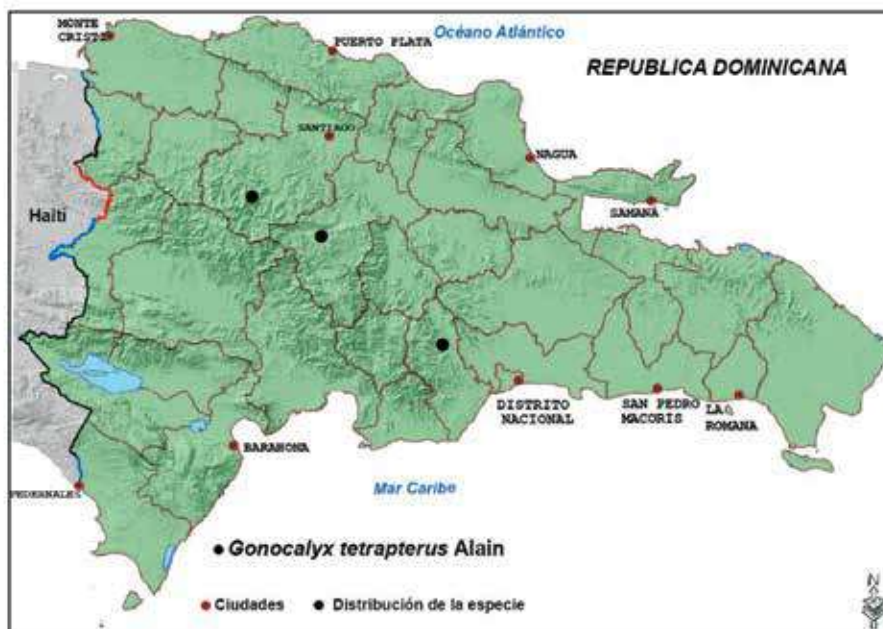 MONTE
CRISTI
PUERTO PLATA
Océano Atlántico
REPUBLICA DOMINICANA
SANTIAGO
NAGUA
SAMANA
Haití
DISTRITO
NACIONAL
SAN PEDRO
MACORIS
LA
ROMANA
BARAHONA
PEDERNALES
Mar Caribe
Gonocalyx tetrapterus Alain
Ciudades
Distribución de la especie
N